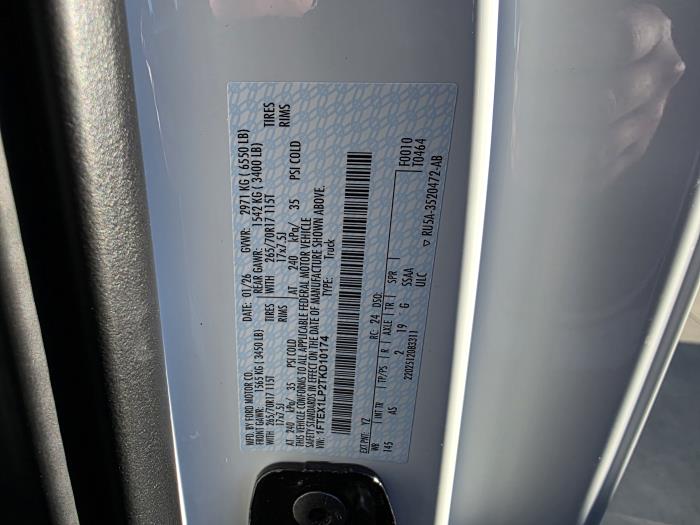 MFD. BY FORD MOTOR CO. DATE: 01/26 GVWR: 2971 KG ( 6550 LB)
FRONT GAWR: 1565 KG ( 3450 LB) REAR GAWR: 1542 KG ( 3400 LB)
WITH 265/70R17 115T TIRES WITH 265/70R17 115T TIRES
17x7.5J RIMS 17x7.5J RIMS
AT 240 kPa/ 35 PSI COLD AT 240 kPa/ 35 PSI COLD
THIS VEHICLE CONFORMS TO ALL APPLICABLE FEDERAL MOTOR VEHICLE
SAFETY STANDARDS IN EFFECT ON THE DATE OF MANUFACTURE SHOWN ABOVE.
VIN: 1FTEX1LP2TKD10174 TYPE: Truck
F0010
T0464
EXT PNT: YZ RC: 24 DSO:
WB INT TR TP/PS R AXLE TR SPR
145 AS 2 19 G SSAA
ULC
2202512083311
▽ RU5A-3520472-AB